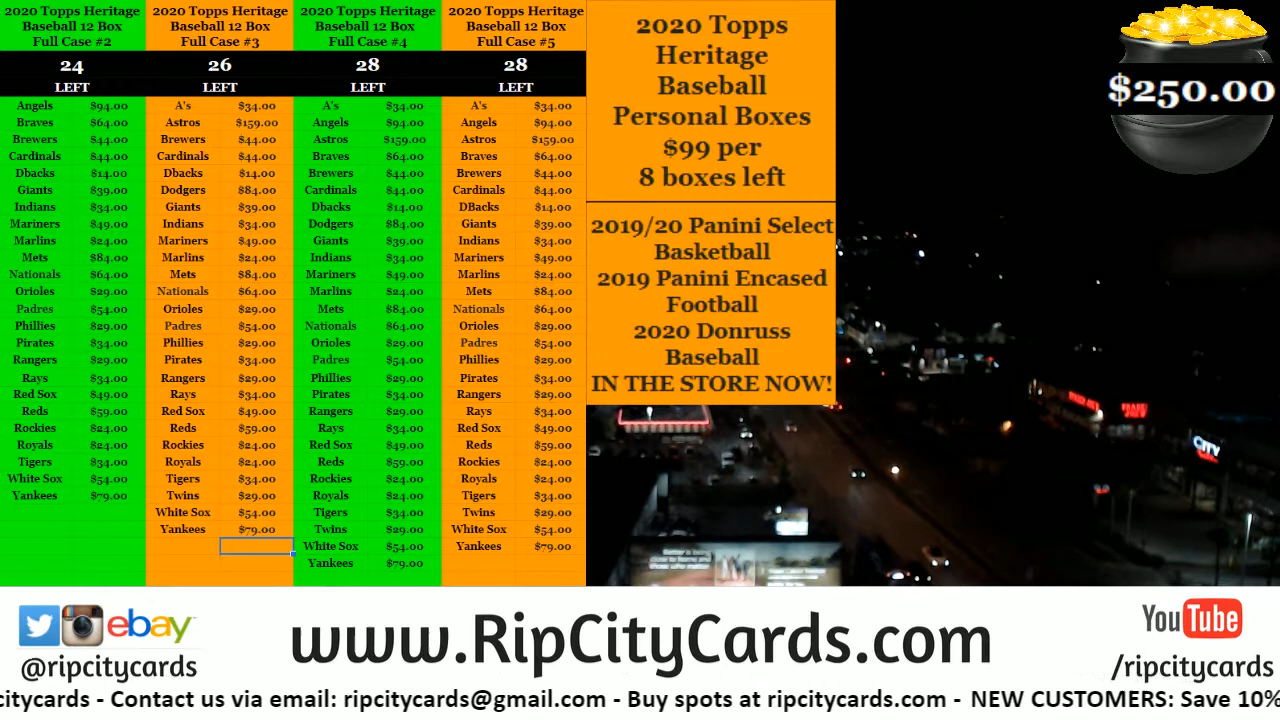 2020 Topps Heritage
Baseball 12 Box
Full Case #2
24
LEFT
Angels $94.00
Braves $64.00
Brewers $44.00
Cardinals $44.00
Dbacks $14.00
Giants $39.00
Indians $34.00
Mariners $49.00
Marlins $24.00
Mets $84.00
Nationals $64.00
Orioles $29.00
Padres $54.00
Phillies $29.00
Pirates $34.00
Rangers $29.00
Rays $34.00
Red Sox $49.00
Reds $59.00
Rockies $24.00
Royals $24.00
Tigers $34.00
White Sox $54.00
Yankees $79.00
2020 Topps Heritage
Baseball 12 Box
Full Case #3
26
LEFT
A's $34.00
Astros $159.00
Brewers $44.00
Cardinals $44.00
Dbacks $14.00
Dodgers $84.00
Giants $39.00
Indians $34.00
Mariners $49.00
Marlins $24.00
Mets $84.00
Nationals $64.00
Orioles $29.00
Padres $54.00
Phillies $29.00
Pirates $34.00
Rangers $29.00
Rays $34.00
Red Sox $49.00
Reds $59.00
Rockies $24.00
Royals $24.00
Tigers $34.00
Twins $29.00
White Sox $54.00
Yankees $79.00
2020 Topps Heritage
Baseball 12 Box
Full Case #4
28
LEFT
A's $34.00
Angels $94.00
Astros $159.00
Braves $64.00
Brewers $44.00
Cardinals $44.00
Dbacks $14.00
Dodgers $84.00
Giants $39.00
Indians $34.00
Mariners $49.00
Marlins $24.00
Mets $84.00
Nationals $64.00
Orioles $29.00
Padres $54.00
Phillies $29.00
Pirates $34.00
Rangers $29.00
Rays $34.00
Red Sox $49.00
Reds $59.00
Rockies $24.00
Royals $24.00
Tigers $34.00
Twins $29.00
White Sox $54.00
Yankees $79.00
2020 Topps Heritage
Baseball 12 Box
Full Case #5
28
LEFT
A's $34.00
Angels $94.00
Astros $159.00
Braves $64.00
Brewers $44.00
Cardinals $44.00
DBacks $14.00
Giants $39.00
Indians $34.00
Mariners $49.00
Marlins $24.00
Mets $84.00
Nationals $64.00
Orioles $29.00
Padres $54.00
Phillies $29.00
Pirates $34.00
Rangers $29.00
Rays $34.00
Red Sox $49.00
Reds $59.00
Rockies $24.00
Royals $24.00
Tigers $34.00
Twins $29.00
White Sox $54.00
Yankees $79.00
2020 Topps
Heritage
Baseball
Personal Boxes
$99 per
8 boxes left
2019/20 Panini Select
Basketball
2019 Panini Encased
Football
2020 Donruss
Baseball
IN THE STORE NOW!
$250.00
CITY
ebay
@ripcitycards
www.RipCityCards.com
YouTube
/ripcitycards
citycards - Contact us via email: ripcitycards@gmail.com - Buy spots at ripcitycards.com - NEW CUSTOMERS: Save 10%